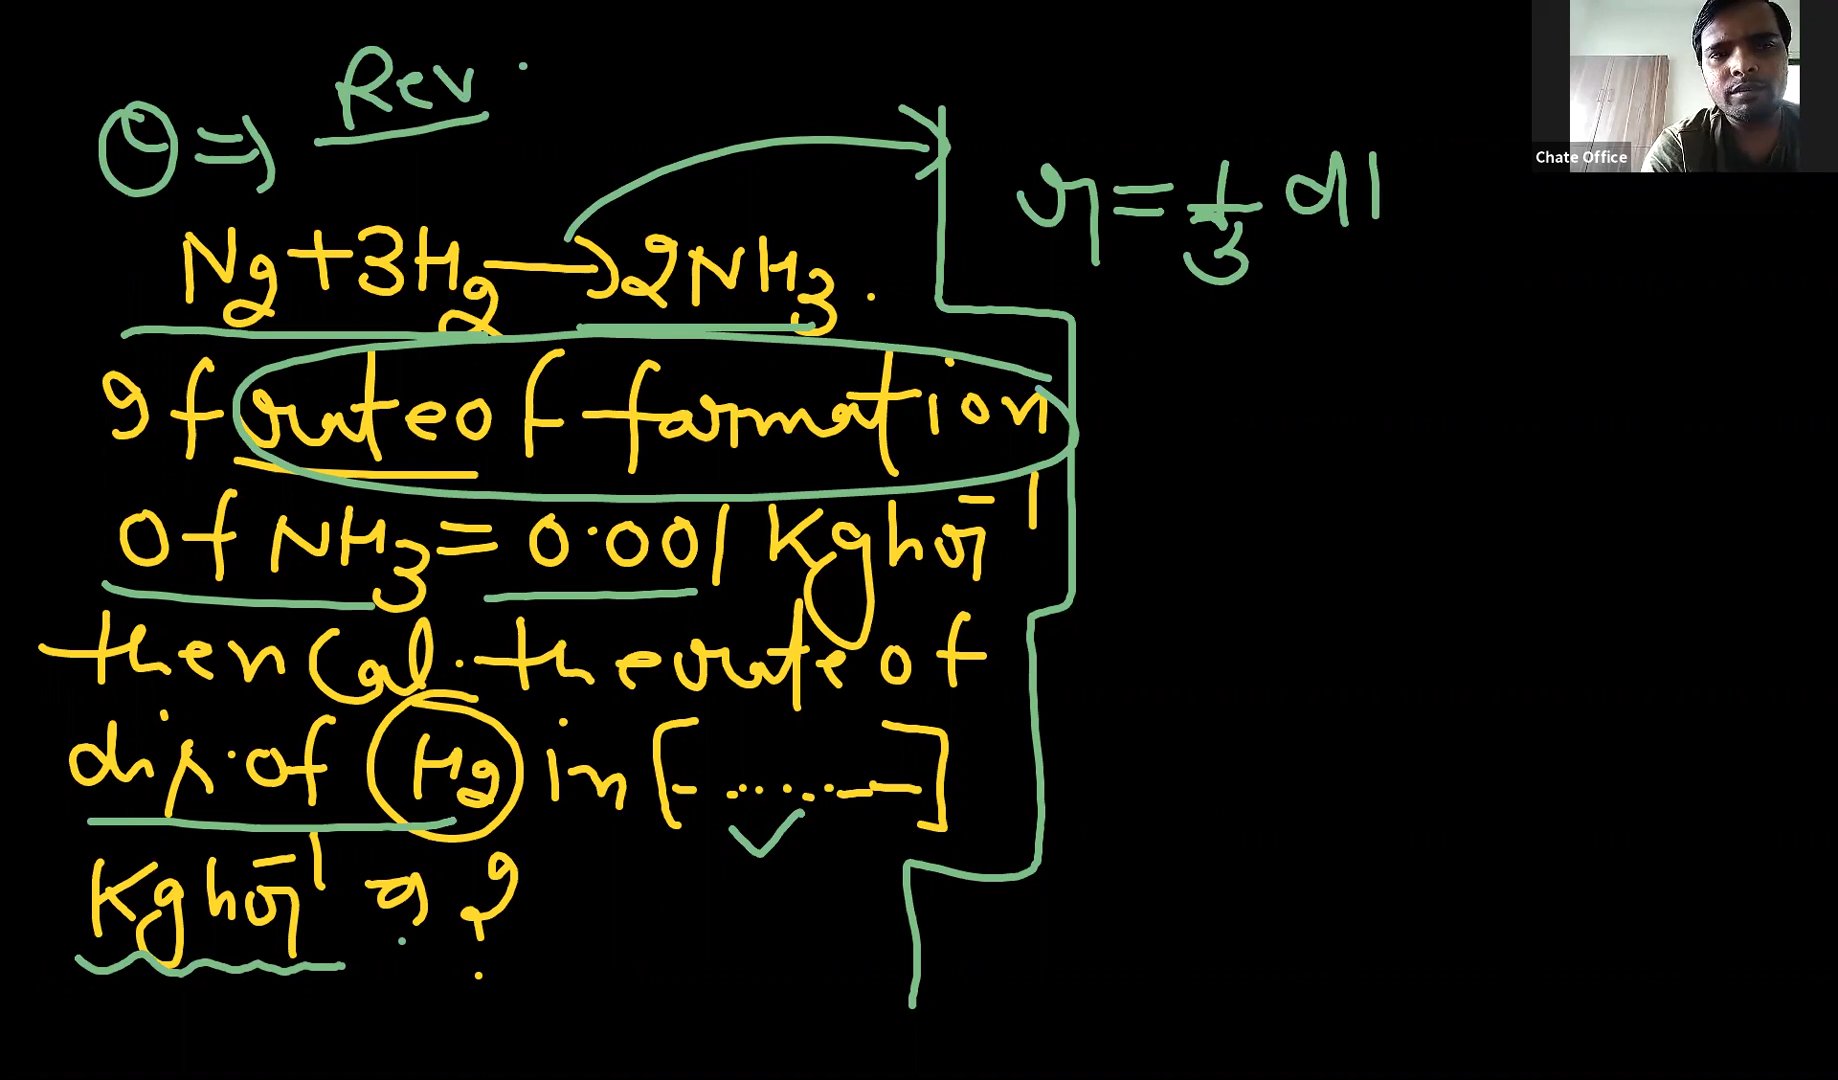 Q ⇒ Rev.
N2 + 3H2 → 2NH3.
If rate of formation
of NH3 = 0.001 Kg hr⁻¹
then Cal. the rate of
dis. of H2 in [- ....... -]
Kg hr⁻¹ = ?
r = 1/3 d[
Chate Office